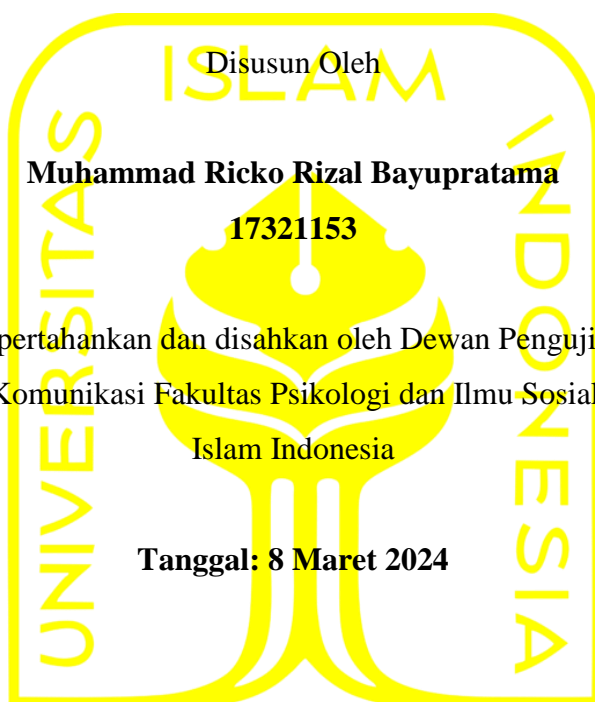 Disusun Oleh
Muhammad Ricko Rizal Bayupratama
17321153
pertahankan dan disahkan oleh Dewan Penguji
Komunikasi Fakultas Psikologi dan Ilmu Sosial
Islam Indonesia
Tanggal: 8 Maret 2024
UNIVERSITAS
ISLAM
INDONESIA